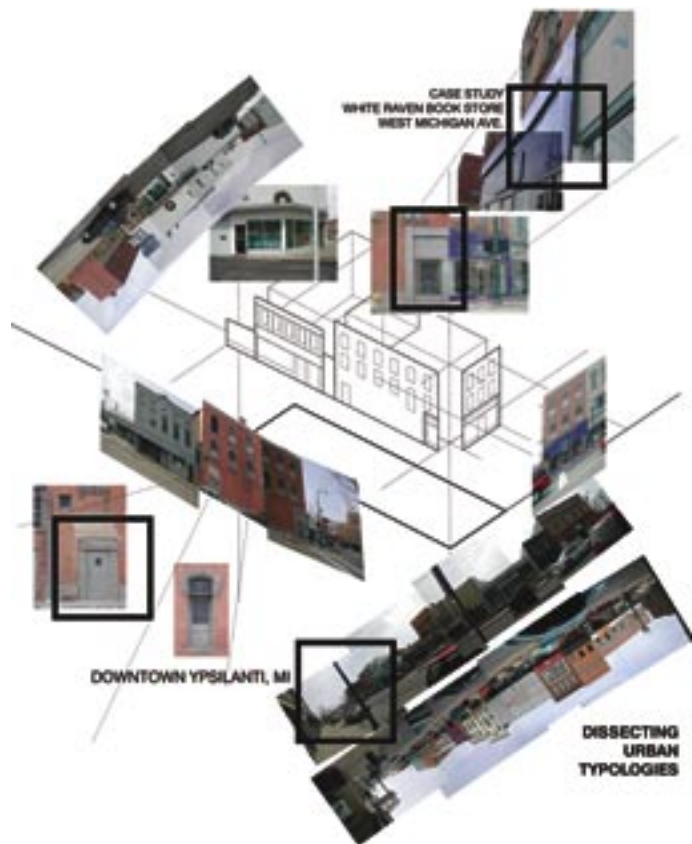 CASE STUDY
WHITE RAVEN BOOK STORE
WEST MICHIGAN AVE.
DOWNTOWN YPSILANTI, MI
DISSECTING
URBAN
TYPOLOGIES